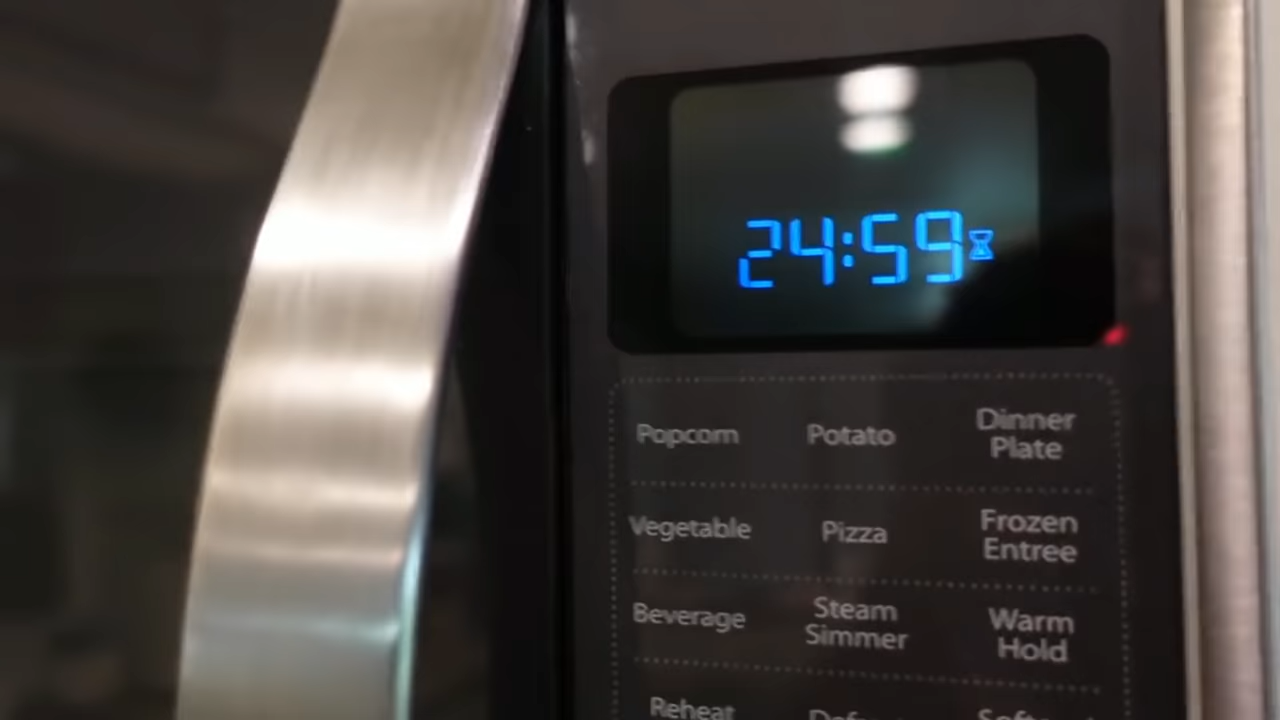 24:59
Popcorn Potato Dinner Plate
Vegetable Pizza Frozen Entree
Beverage Steam Simmer Warm Hold
Reheat